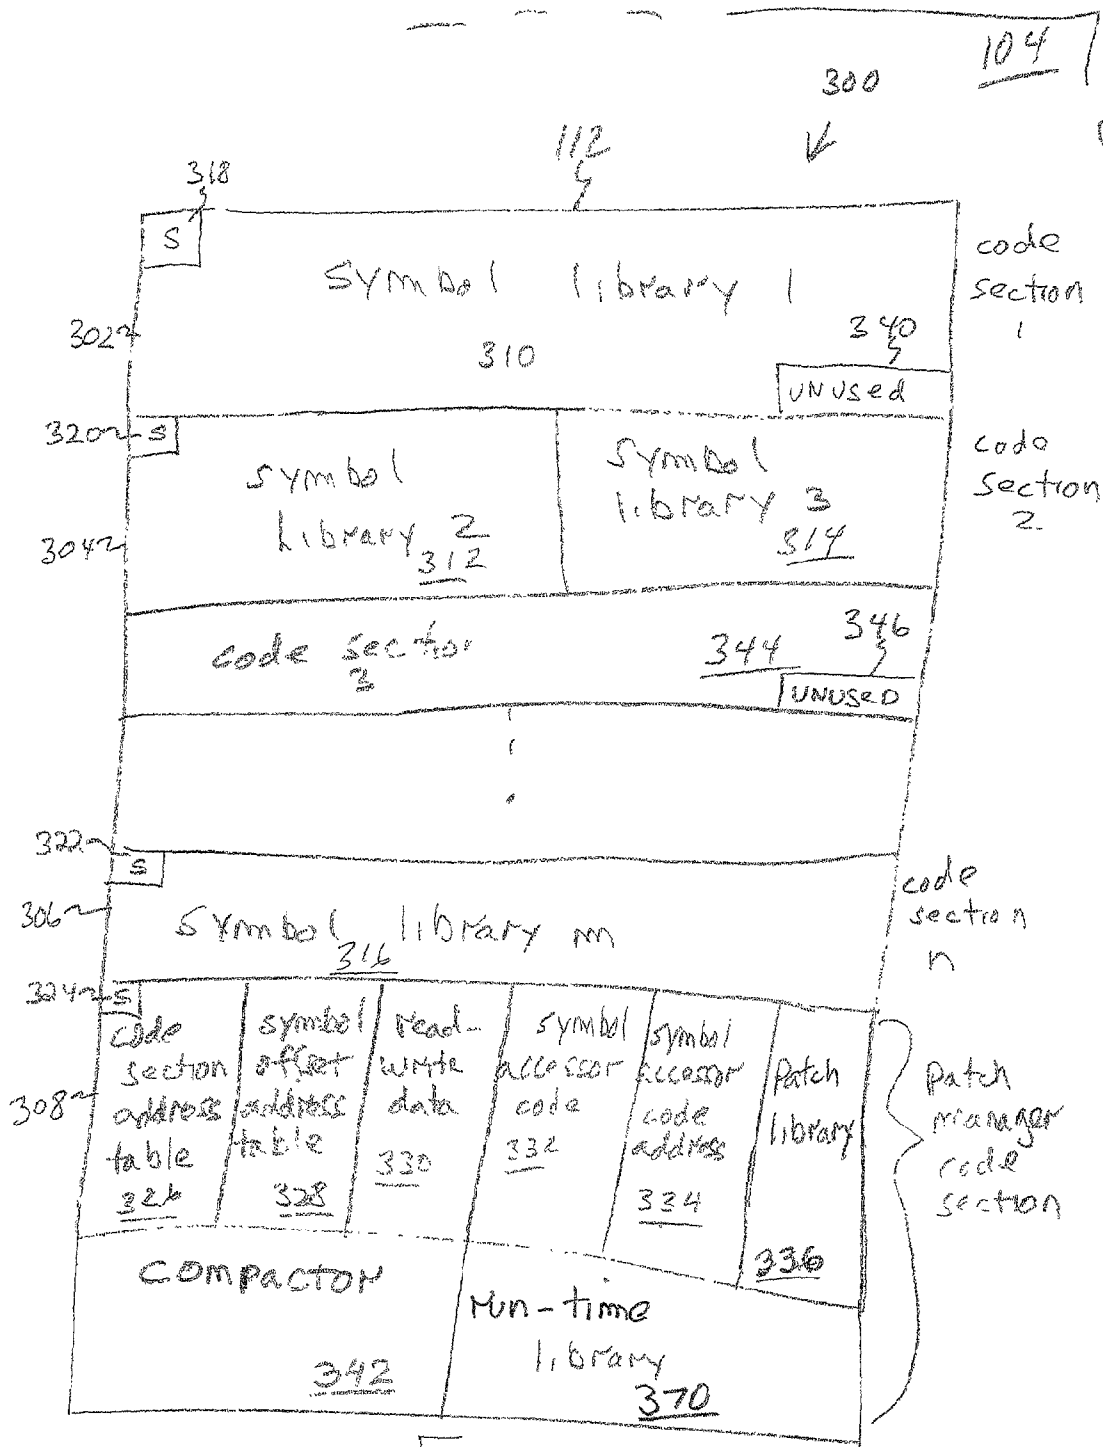 104
300
112
318
S
symbol library 1
code
section
1
302
310
340
UNUSed
320
S
symbol
library 2
312
symbol
library 3
314
code
section
2
304
code section
3
344
346
UNUSED
322
S
306
symbol library m
316
code
section
n
324
S
308
code
section
address
table
326
symbol
offset
address
table
328
read-
write
data
330
symbol
accessor
code
332
symbol
accessor
code
address
334
Patch
library
336
Patch
manager
code
section
compactor
342
run-time
library
370